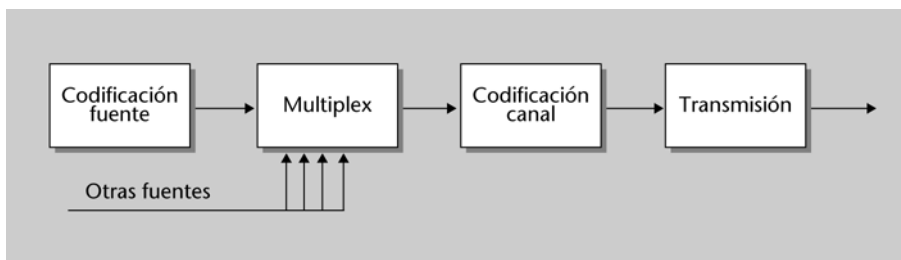 Codificación
fuente
Multiplex
Codificación
canal
Transmisión
Otras fuentes